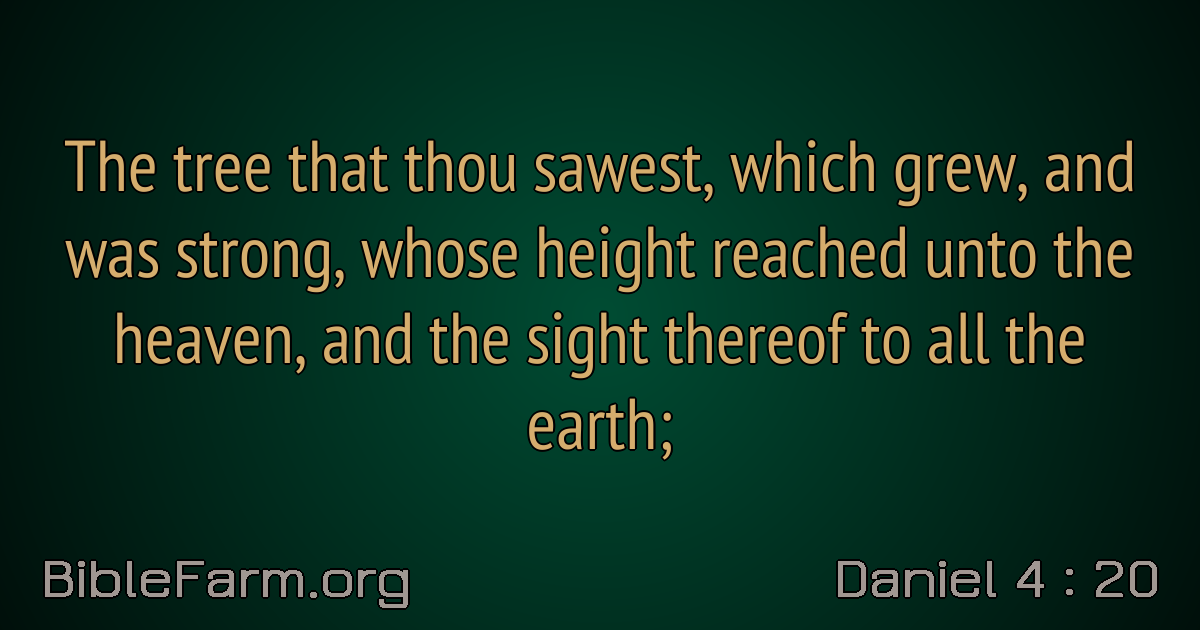 The tree that thou sawest, which grew, and
was strong, whose height reached unto the
heaven, and the sight thereof to all the
earth;
BibleFarm.org
Daniel 4 : 20